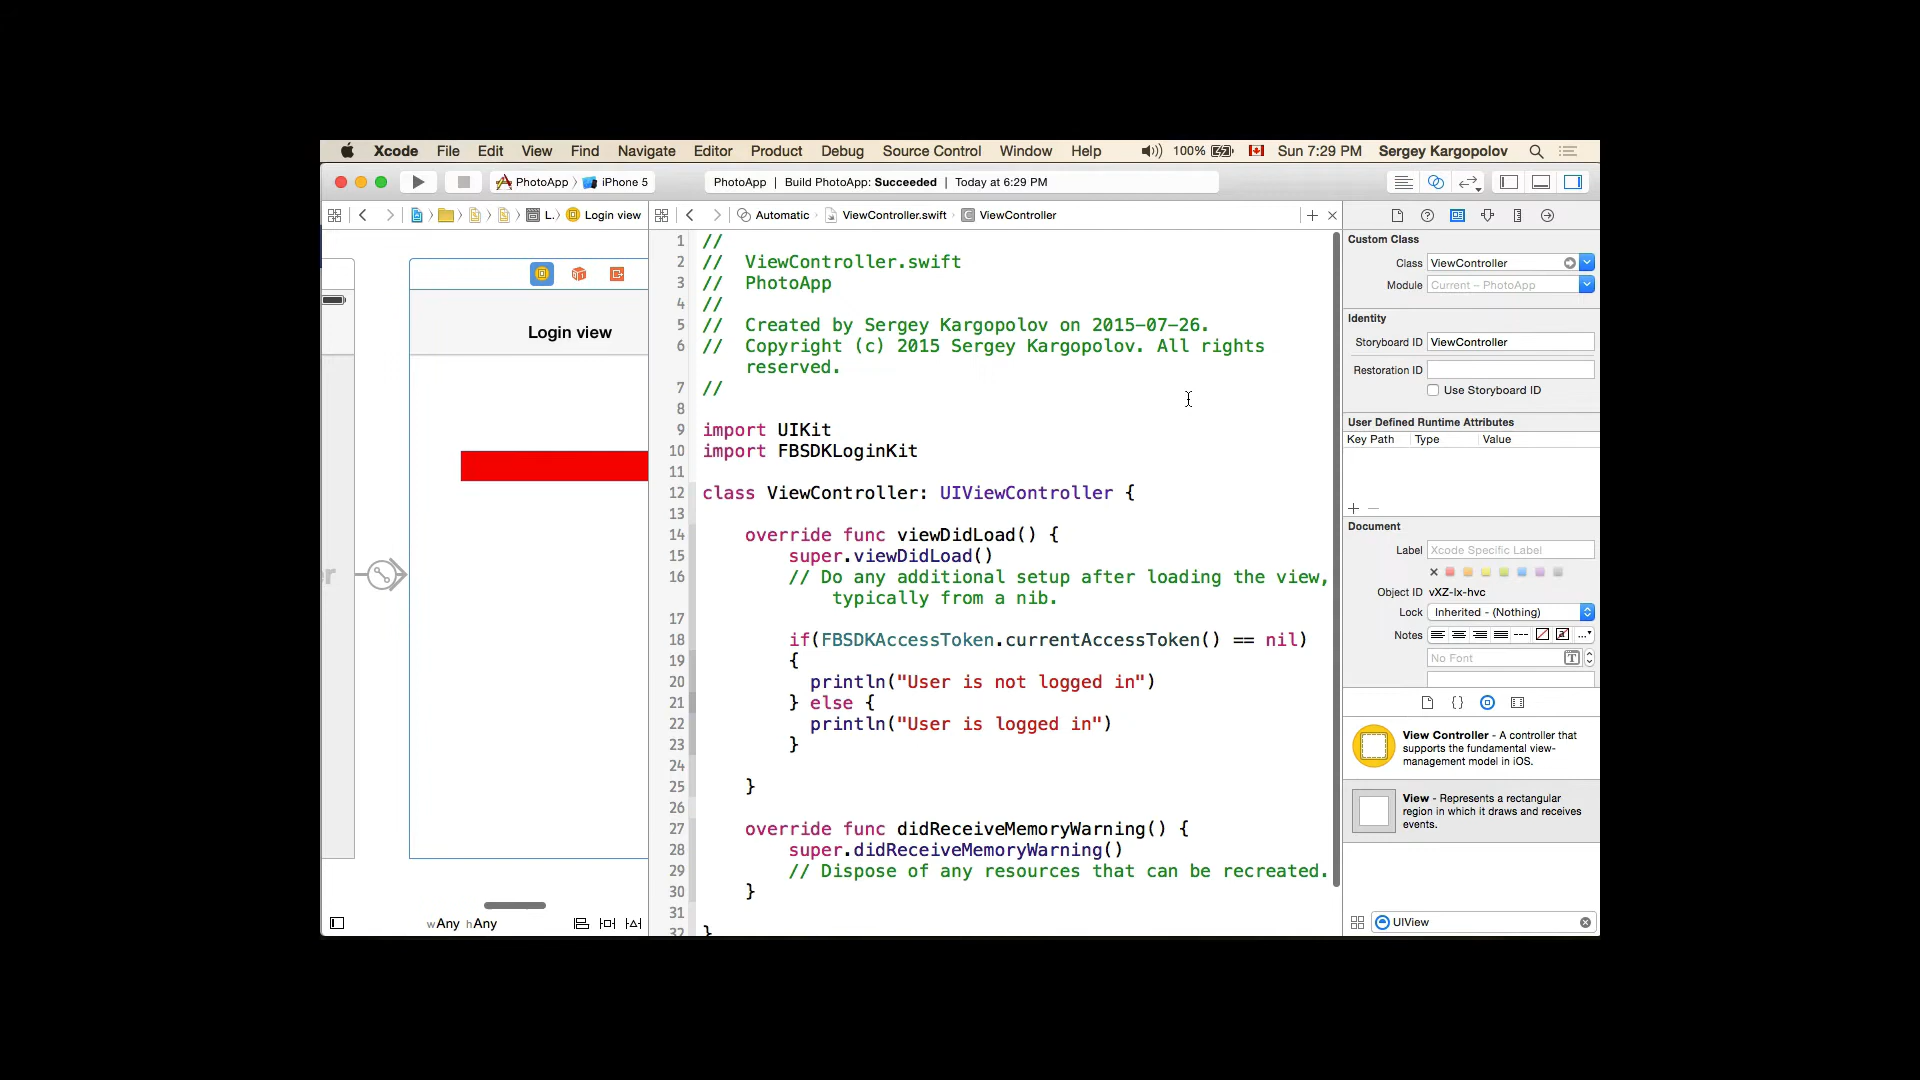 Xcode File Edit View Find Navigate Editor Product Debug Source Control Window Help 100% Sun 7:29 PM Sergey Kargopolov
PhotoApp iPhone 5 PhotoApp | Build PhotoApp: Succeeded | Today at 6:29 PM
L. Login view Automatic ViewController.swift ViewController
Login view
er
wAny hAny
1 //
2 // ViewController.swift
3 // PhotoApp
4 //
5 // Created by Sergey Kargopolov on 2015-07-26.
6 // Copyright (c) 2015 Sergey Kargopolov. All rights
reserved.
7 //
8
9 import UIKit
10 import FBSDKLoginKit
11
12 class ViewController: UIViewController {
13
14 override func viewDidLoad() {
15 super.viewDidLoad()
16 // Do any additional setup after loading the view,
typically from a nib.
17
18 if(FBSDKAccessToken.currentAccessToken() == nil)
19 {
20 println("User is not logged in")
21 } else {
22 println("User is logged in")
23 }
24
25 }
26
27 override func didReceiveMemoryWarning() {
28 super.didReceiveMemoryWarning()
29 // Dispose of any resources that can be recreated.
30 }
31
32 }
Custom Class
Class ViewController
Module Current – PhotoApp
Identity
Storyboard ID ViewController
Restoration ID
Use Storyboard ID
User Defined Runtime Attributes
Key Path Type Value
Document
Label Xcode Specific Label
Object ID vXZ-lx-hvc
Lock Inherited - (Nothing)
Notes
No Font
View Controller - A controller that
supports the fundamental view-
management model in iOS.
View - Represents a rectangular
region in which it draws and receives
events.
UIView